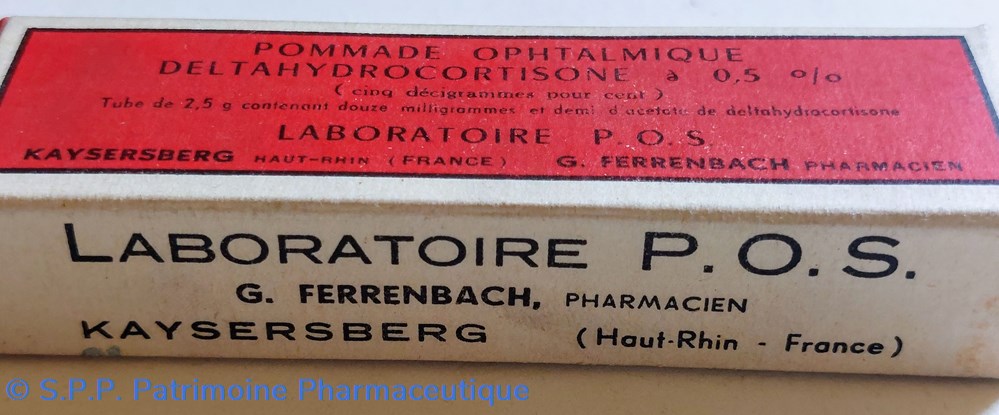 POMMADE OPHTALMIQUE
DELTAHYDROCORTISONE à 0,5 %
( cinq décigrammes pour cent )
Tube de 2,5 g contenant douze milligrammes et demi d'acétate de deltahydrocortisone
LABORATOIRE P.O.S.
KAYSERSBERG HAUT-RHIN (FRANCE) G. FERRENBACH PHARMACIEN
LABORATOIRE P.O.S.
G. FERRENBACH, PHARMACIEN
KAYSERSBERG (Haut-Rhin - France)
© S.P.P. Patrimoine Pharmaceutique